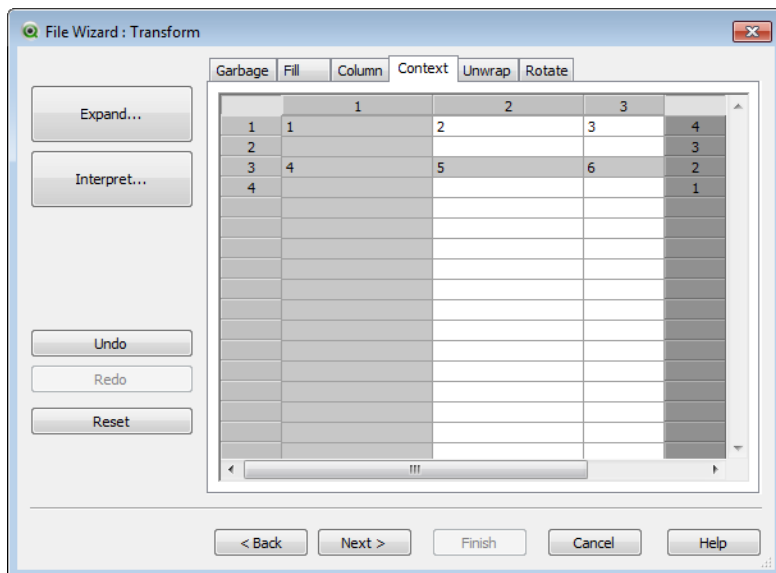 File Wizard : Transform
Garbage Fill Column Context Unwrap Rotate
Expand...
Interpret...
Undo
Redo
Reset
1 2 3
1 1 2 3 4
2 3
3 4 5 6 2
4 1
< Back Next > Finish Cancel Help